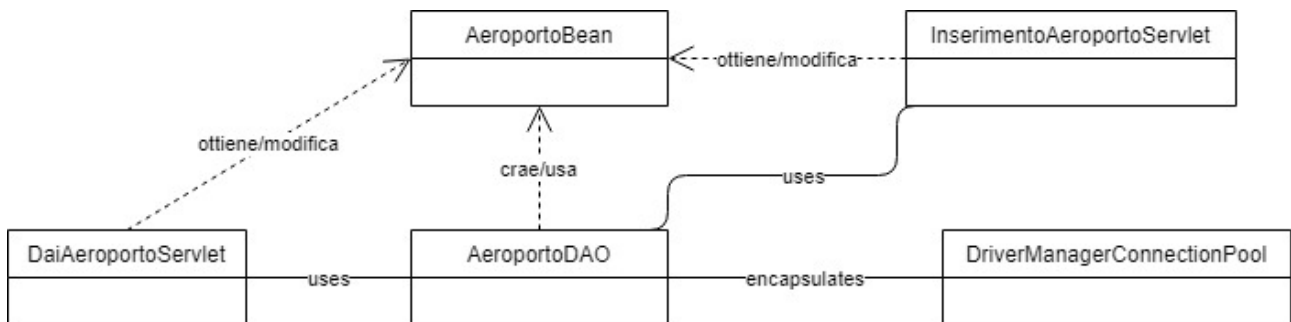 AeroportoBean
InserimentoAeroportoServlet
ottiene/modifica
ottiene/modifica
crae/usa
uses
DaiAeroportoServlet
AeroportoDAO
DriverManagerConnectionPool
uses
encapsulates